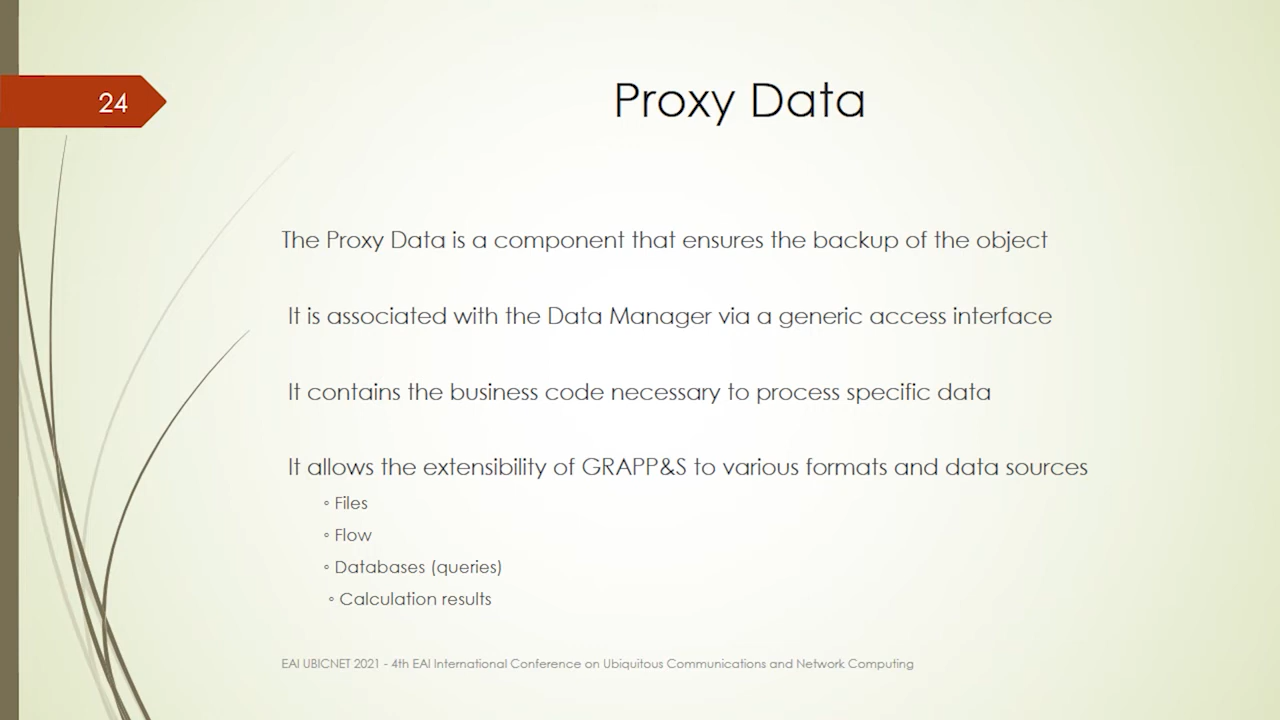 24
Proxy Data
The Proxy Data is a component that ensures the backup of the object
It is associated with the Data Manager via a generic access interface
It contains the business code necessary to process specific data
It allows the extensibility of GRAPP&S to various formats and data sources
◦ Files
◦ Flow
◦ Databases (queries)
◦ Calculation results
EAI UBICNET 2021 - 4th EAI International Conference on Ubiquitous Communications and Network Computing